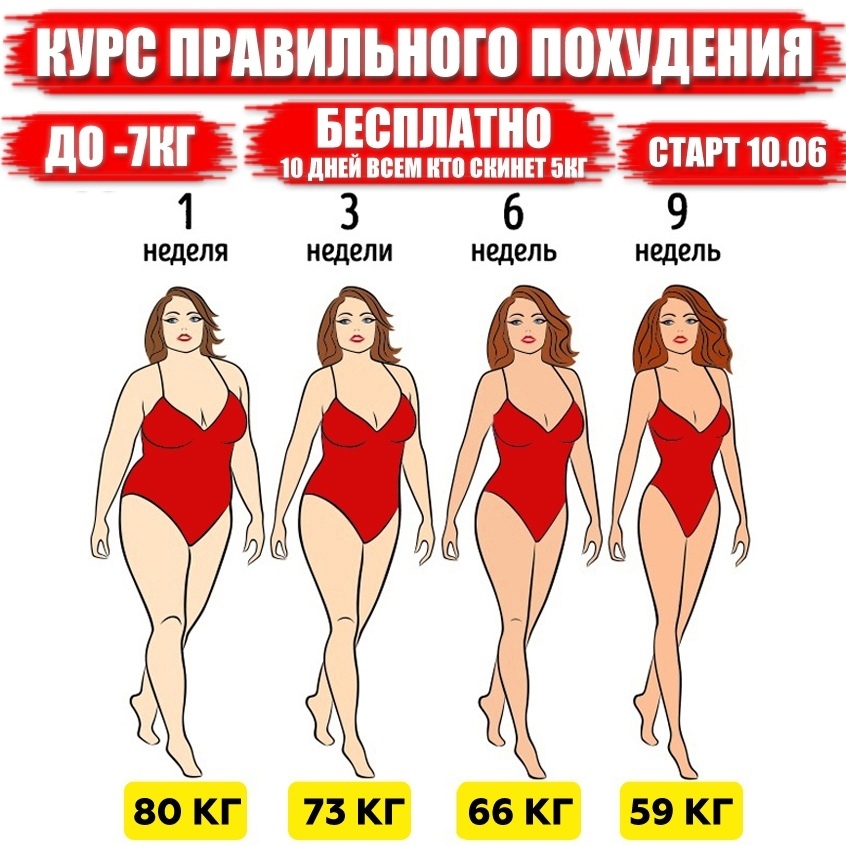 КУРС ПРАВИЛЬНОГО ПОХУДЕНИЯ
ДО -7КГ
БЕСПЛАТНО
10 ДНЕЙ ВСЕМ КТО СКИНЕТ 5КГ
СТАРТ 10.06
1 3 6 9
неделя недели недель недель
80 КГ 73 КГ 66 КГ 59 КГ